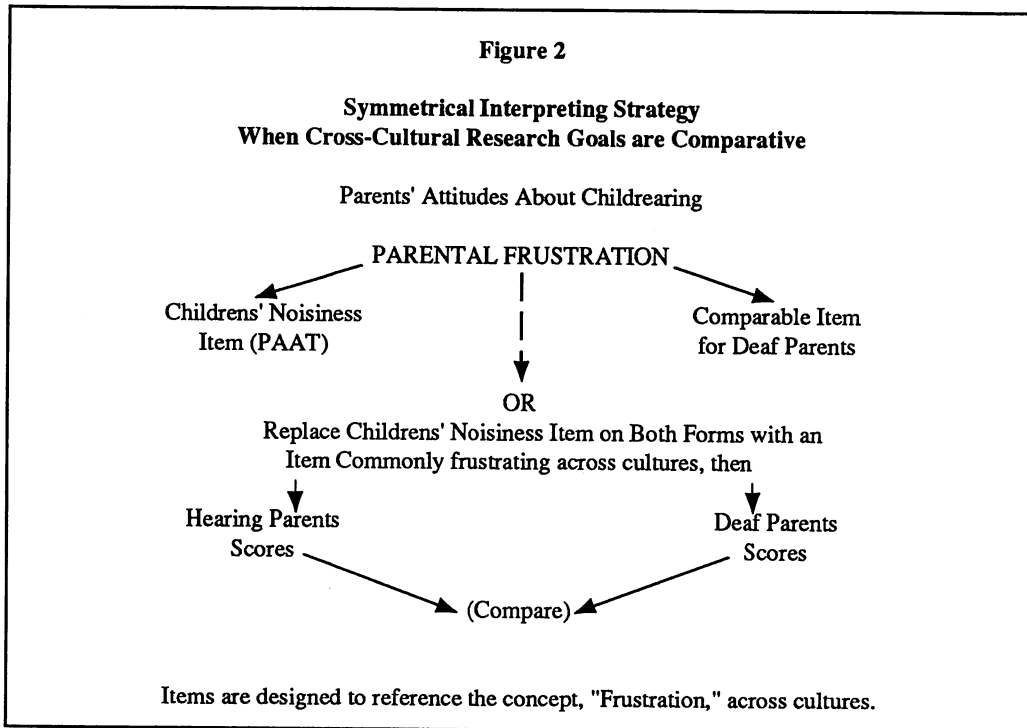 Figure 2
Symmetrical Interpreting Strategy
When Cross-Cultural Research Goals are Comparative
Parents' Attitudes About Childrearing
PARENTAL FRUSTRATION
Childrens' Noisiness
Item (PAAT)
Comparable Item
for Deaf Parents
OR
Replace Childrens' Noisiness Item on Both Forms with an
Item Commonly frustrating across cultures, then
Hearing Parents
Scores
Deaf Parents
Scores
(Compare)
Items are designed to reference the concept, "Frustration," across cultures.